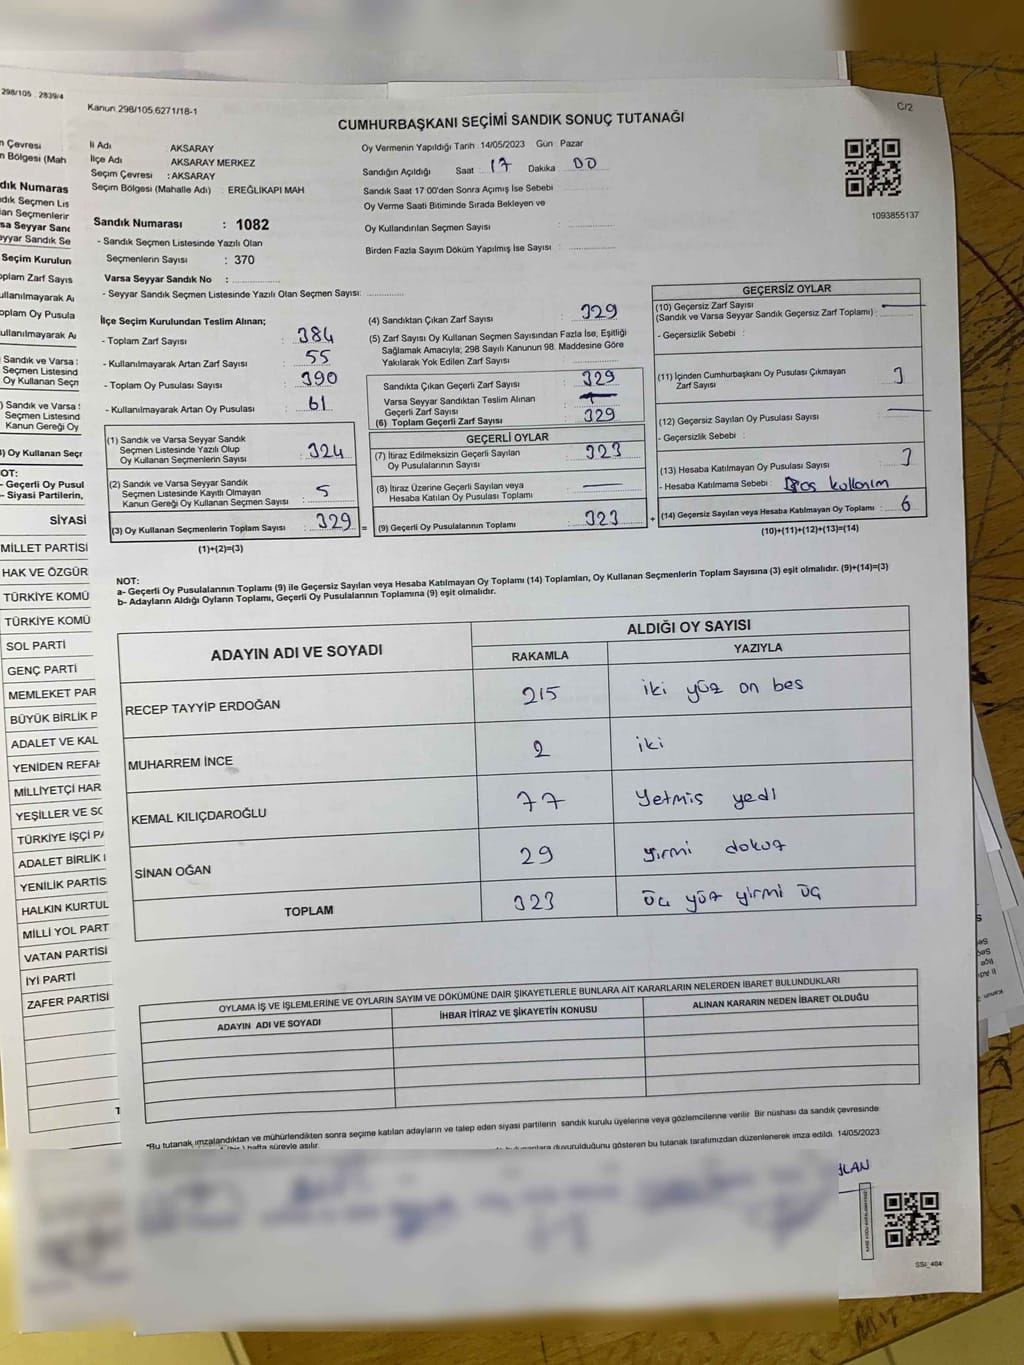 298/105 2839/4
Kanun 298/105.6271/18-1
C/2
CUMHURBAŞKANI SEÇİMİ SANDIK SONUÇ TUTANAĞI
İl Adı AKSARAY
İlçe Adı AKSARAY MERKEZ
Seçim Çevresi : AKSARAY
Seçim Bölgesi (Mahalle Adı) : EREĞLİKAPI MAH
Oy Vermenin Yapıldığı Tarih 14/05/2023 Gün Pazar
Sandığın Açıldığı Saat : 17 Dakika 00
Sandık Saat 17 00'den Sonra Açımış İse Sebebi
Oy Verme Saati Bitiminde Sırada Bekleyen ve
Oy Kullandırılan Seçmen Sayısı
Birden Fazla Sayım Döküm Yapılmış İse Sayısı
1093855137
Sandık Numarası : 1082
- Sandık Seçmen Listesinde Yazılı Olan
Seçmenlerin Sayısı : 370
Varsa Seyyar Sandık No :
- Seyyar Sandık Seçmen Listesinde Yazılı Olan Seçmen Sayısı:
İlçe Seçim Kurulundan Teslim Alınan;
- Toplam Zarf Sayısı : 384
- Kullanılmayarak Artan Zarf Sayısı : 55
- Toplam Oy Pusulası Sayısı : 390
- Kullanılmayarak Artan Oy Pusulası : 61
(1) Sandık ve Varsa Seyyar Sandık
Seçmen Listesinde Yazılı Olup
Oy Kullanan Seçmenlerin Sayısı : 324
(2) Sandık ve Varsa Seyyar Sandık
Seçmen Listesinde Kayıtlı Olmayan
Kanun Gereği Oy Kullanan Seçmen Sayısı : 5
(3) Oy Kullanan Seçmenlerin Toplam Sayısı : 329 =
(1)+(2)=(3)
(4) Sandıktan Çıkan Zarf Sayısı : 329
(5) Zarf Sayısı Oy Kullanan Seçmen Sayısından Fazla İse, Eşitliği
Sağlamak Amacıyla; 298 Sayılı Kanunun 98. Maddesine Göre
Yakılarak Yok Edilen Zarf Sayısı :
Sandıkta Çıkan Geçerli Zarf Sayısı : 329
Varsa Seyyar Sandıktan Teslim Alınan
Geçerli Zarf Sayısı :
(6) Toplam Geçerli Zarf Sayısı : 329
GEÇERLİ OYLAR
(7) İtiraz Edilmeksizin Geçerli Sayılan
Oy Pusulalarının Sayısı : 323
(8) İtiraz Üzerine Geçerli Sayılan veya
Hesaba Katılan Oy Pusulası Toplamı :
(9) Geçerli Oy Pusulalarının Toplamı : 323 +
GEÇERSİZ OYLAR
(10) Geçersiz Zarf Sayısı
(Sandık ve Varsa Seyyar Sandık Geçersiz Zarf Toplamı) :
- Geçersizlik Sebebi :
(11) İçinden Cumhurbaşkanı Oy Pusulası Çıkmayan
Zarf Sayısı : 3
(12) Geçersiz Sayılan Oy Pusulası Sayısı :
- Geçersizlik Sebebi :
(13) Hesaba Katılmayan Oy Pusulası Sayısı : 3
- Hesaba Katılmama Sebebi : Boş kullanım
(14) Geçersiz Sayılan veya Hesaba Katılmayan Oy Toplamı : 6
(10)+(11)+(12)+(13)=(14)
NOT:
a- Geçerli Oy Pusulalarının Toplamı (9) ile Geçersiz Sayılan veya Hesaba Katılmayan Oy Toplamı (14) Toplamları, Oy Kullanan Seçmenlerin Toplam Sayısına (3) eşit olmalıdır. (9)+(14)=(3)
b- Adayların Aldığı Oyların Toplamı, Geçerli Oy Pusulalarının Toplamına (9) eşit olmalıdır.
ADAYIN ADI VE SOYADI ALDIĞI OY SAYISI
RAKAMLA YAZIYLA
RECEP TAYYİP ERDOĞAN 215 iki yüz on bes
MUHARREM İNCE 2 iki
KEMAL KILIÇDAROĞLU 77 Yetmis yedi
SİNAN OĞAN 29 yirmi dokuz
TOPLAM 323 üç yüz yirmi üç
OYLAMA İŞ VE İŞLEMLERİNE VE OYLARIN SAYIM VE DÖKÜMÜNE DAİR ŞİKAYETLERLE BUNLARA AİT KARARLARIN NELERDEN İBARET BULUNDUKLARI
ADAYIN ADI VE SOYADI İHBAR İTİRAZ VE ŞİKAYETİN KONUSU ALINAN KARARIN NEDEN İBARET OLDUĞU
*Bu tutanak imzalandıktan ve mühürlendikten sonra seçime katılan adayların ve talep eden siyasi partilerin sandık kurulu üyelerine veya gözlemcilerine verilir Bir nüshası da sandık çevresinde
hafta süreyle asılır.
duyurulduğunu gösteren bu tutanak tarafımızdan düzenlenerek imza edildi 14/05/2023
SSI_404
n Çevresi
n Bölgesi (Mah
dık Numaras
dık Seçmen Lis
lan Seçmenlerir
sa Seyyar Sanc
eyyar Sandık Se
Seçim Kurulun
oplam Zarf Sayıs
ullanılmayarak Aı
oplam Oy Pusula
ullanılmayarak Aı
Sandık ve Varsa :
Seçmen Listesind
Oy Kullanan Seçn
) Sandık ve Varsa :
Seçmen Listesind
Kanun Gereği Oy
) Oy Kullanan Seçr
OT:
- Geçerli Oy Pusula
- Siyasi Partilerin,
SİYASİ
MİLLET PARTİSİ
HAK VE ÖZGÜR
TÜRKİYE KOMÜ
TÜRKİYE KOMÜ
SOL PARTİ
GENÇ PARTİ
MEMLEKET PAR
BÜYÜK BİRLİK P
ADALET VE KAL
YENİDEN REFAH
MİLLİYETÇİ HAR
YEŞİLLER VE SO
TÜRKİYE İŞÇİ PA
ADALET BİRLİK
YENİLİK PARTİS
HALKIN KURTUL
MİLLİ YOL PART
VATAN PARTİSİ
İYİ PARTİ
ZAFER PARTİSİ